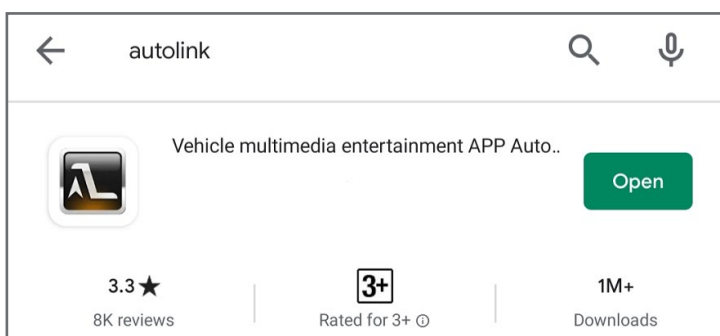 autolink
Vehicle multimedia entertainment APP Auto..
Open
3.3★
3+
1M+
8K reviews
Rated for 3+ ⓘ
Downloads